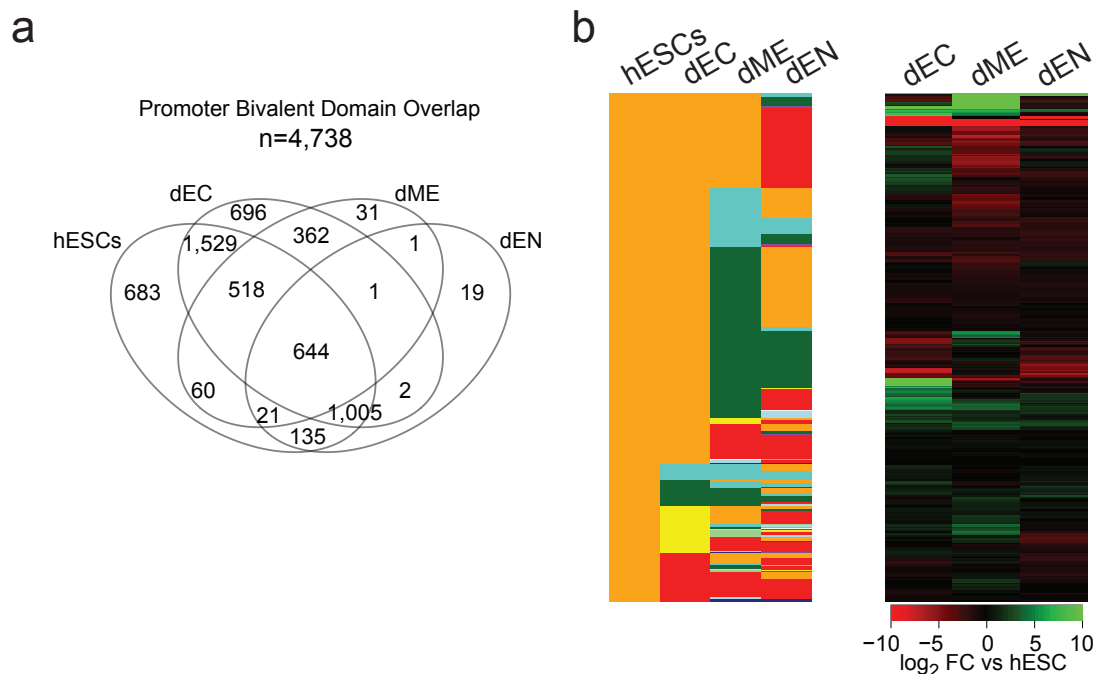 a
Promoter Bivalent Domain Overlap
n=4,738
dEC
dME
hESCs
dEN
696
31
1,529
362
1
683
518
1
19
644
60
2
21
1,005
135
b
hESCs
dEC
dME
dEN
dEC
dME
dEN
−10 −5 0 5 10
log2 FC vs hESC